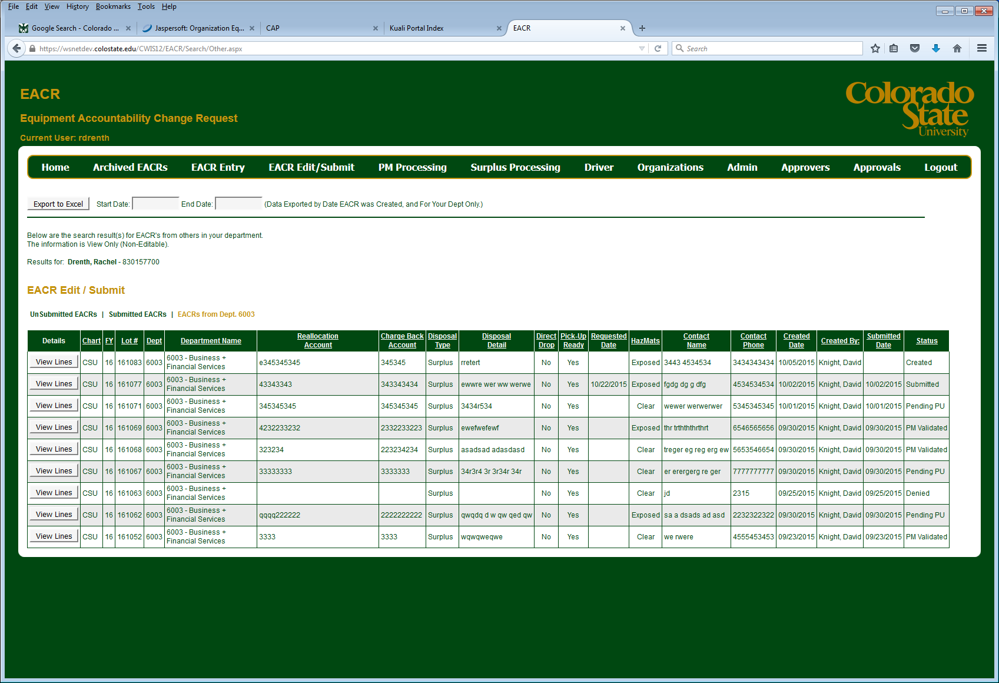 File Edit View History Bookmarks Tools Help
Google Search - Colorado ... Jaspersoft: Organization Eq... CAP Kuali Portal Index EACR
https://wsnetdev.colostate.edu/CWIS12/EACR/Search/Other.aspx Search
EACR
Equipment Accountability Change Request
Current User: rdrenth
Colorado
State
University
Home Archived EACRs EACR Entry EACR Edit/Submit PM Processing Surplus Processing Driver Organizations Admin Approvers Approvals Logout
Export to Excel Start Date: End Date: (Data Exported by Date EACR was Created, and For Your Dept Only.)
Below are the search result(s) for EACR's from others in your department.
The information is View Only (Non-Editable).
Results for: Drenth, Rachel - 830157700
EACR Edit / Submit
UnSubmitted EACRs | Submitted EACRs | EACRs from Dept. 6003
Details Chart FY Lot # Dept Department Name Reallocation Account Charge Back Account Disposal Type Disposal Detail Direct Drop Pick-Up Ready Requested Date HazMats Contact Name Contact Phone Created Date Created By: Submitted Date Status
View Lines CSU 16 161083 6003 6003 - Business + Financial Services e345345345 345345 Surplus rretert No Yes Exposed 3443 4534534 3434343434 10/05/2015 Knight, David Created
View Lines CSU 16 161077 6003 6003 - Business + Financial Services 43343343 343343434 Surplus ewwre wer ww werwe No Yes 10/22/2015 Exposed fgdg dg g dfg 4534534534 10/02/2015 Knight, David 10/02/2015 Submitted
View Lines CSU 16 161071 6003 6003 - Business + Financial Services 345345345 345345345 Surplus 3434r534 No Yes Clear wewer werwerwer 5345345345 10/01/2015 Knight, David 10/01/2015 Pending PU
View Lines CSU 16 161069 6003 6003 - Business + Financial Services 4232233232 2332233223 Surplus ewefwefewf No Yes Exposed thr trthththrthrt 6546565656 09/30/2015 Knight, David 09/30/2015 PM Validated
View Lines CSU 16 161068 6003 6003 - Business + Financial Services 323234 223234234 Surplus asadsad adasdasd No Yes Clear treger eg reg erg ew 5653546654 09/30/2015 Knight, David 09/30/2015 PM Validated
View Lines CSU 16 161067 6003 6003 - Business + Financial Services 33333333 3333333 Surplus 34r3r4 3r 3r34r 34r No Yes Clear er erergerg re ger 7777777777 09/30/2015 Knight, David 09/30/2015 Pending PU
View Lines CSU 16 161063 6003 6003 - Business + Financial Services Surplus No Yes Clear jd 2315 09/25/2015 Knight, David 09/25/2015 Denied
View Lines CSU 16 161062 6003 6003 - Business + Financial Services qqqq222222 2222222222 Surplus qwqdq d w qw qed qw No Yes Exposed sa a dsads ad asd 2232322322 09/30/2015 Knight, David 09/30/2015 Pending PU
View Lines CSU 16 161052 6003 6003 - Business + Financial Services 3333 3333 Surplus wqwqweqwe No Yes Clear we rwere 4555453453 09/23/2015 Knight, David 09/23/2015 PM Validated